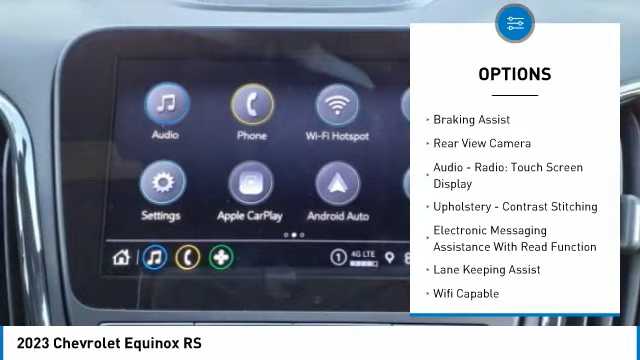 Audio
Phone
Wi-Fi Hotspot
Settings
Apple CarPlay
Android Auto
1
4G LTE
8
OPTIONS
Braking Assist
Rear View Camera
Audio - Radio: Touch Screen
Display
Upholstery - Contrast Stitching
Electronic Messaging
Assistance With Read Function
Lane Keeping Assist
Wifi Capable
2023 Chevrolet Equinox RS